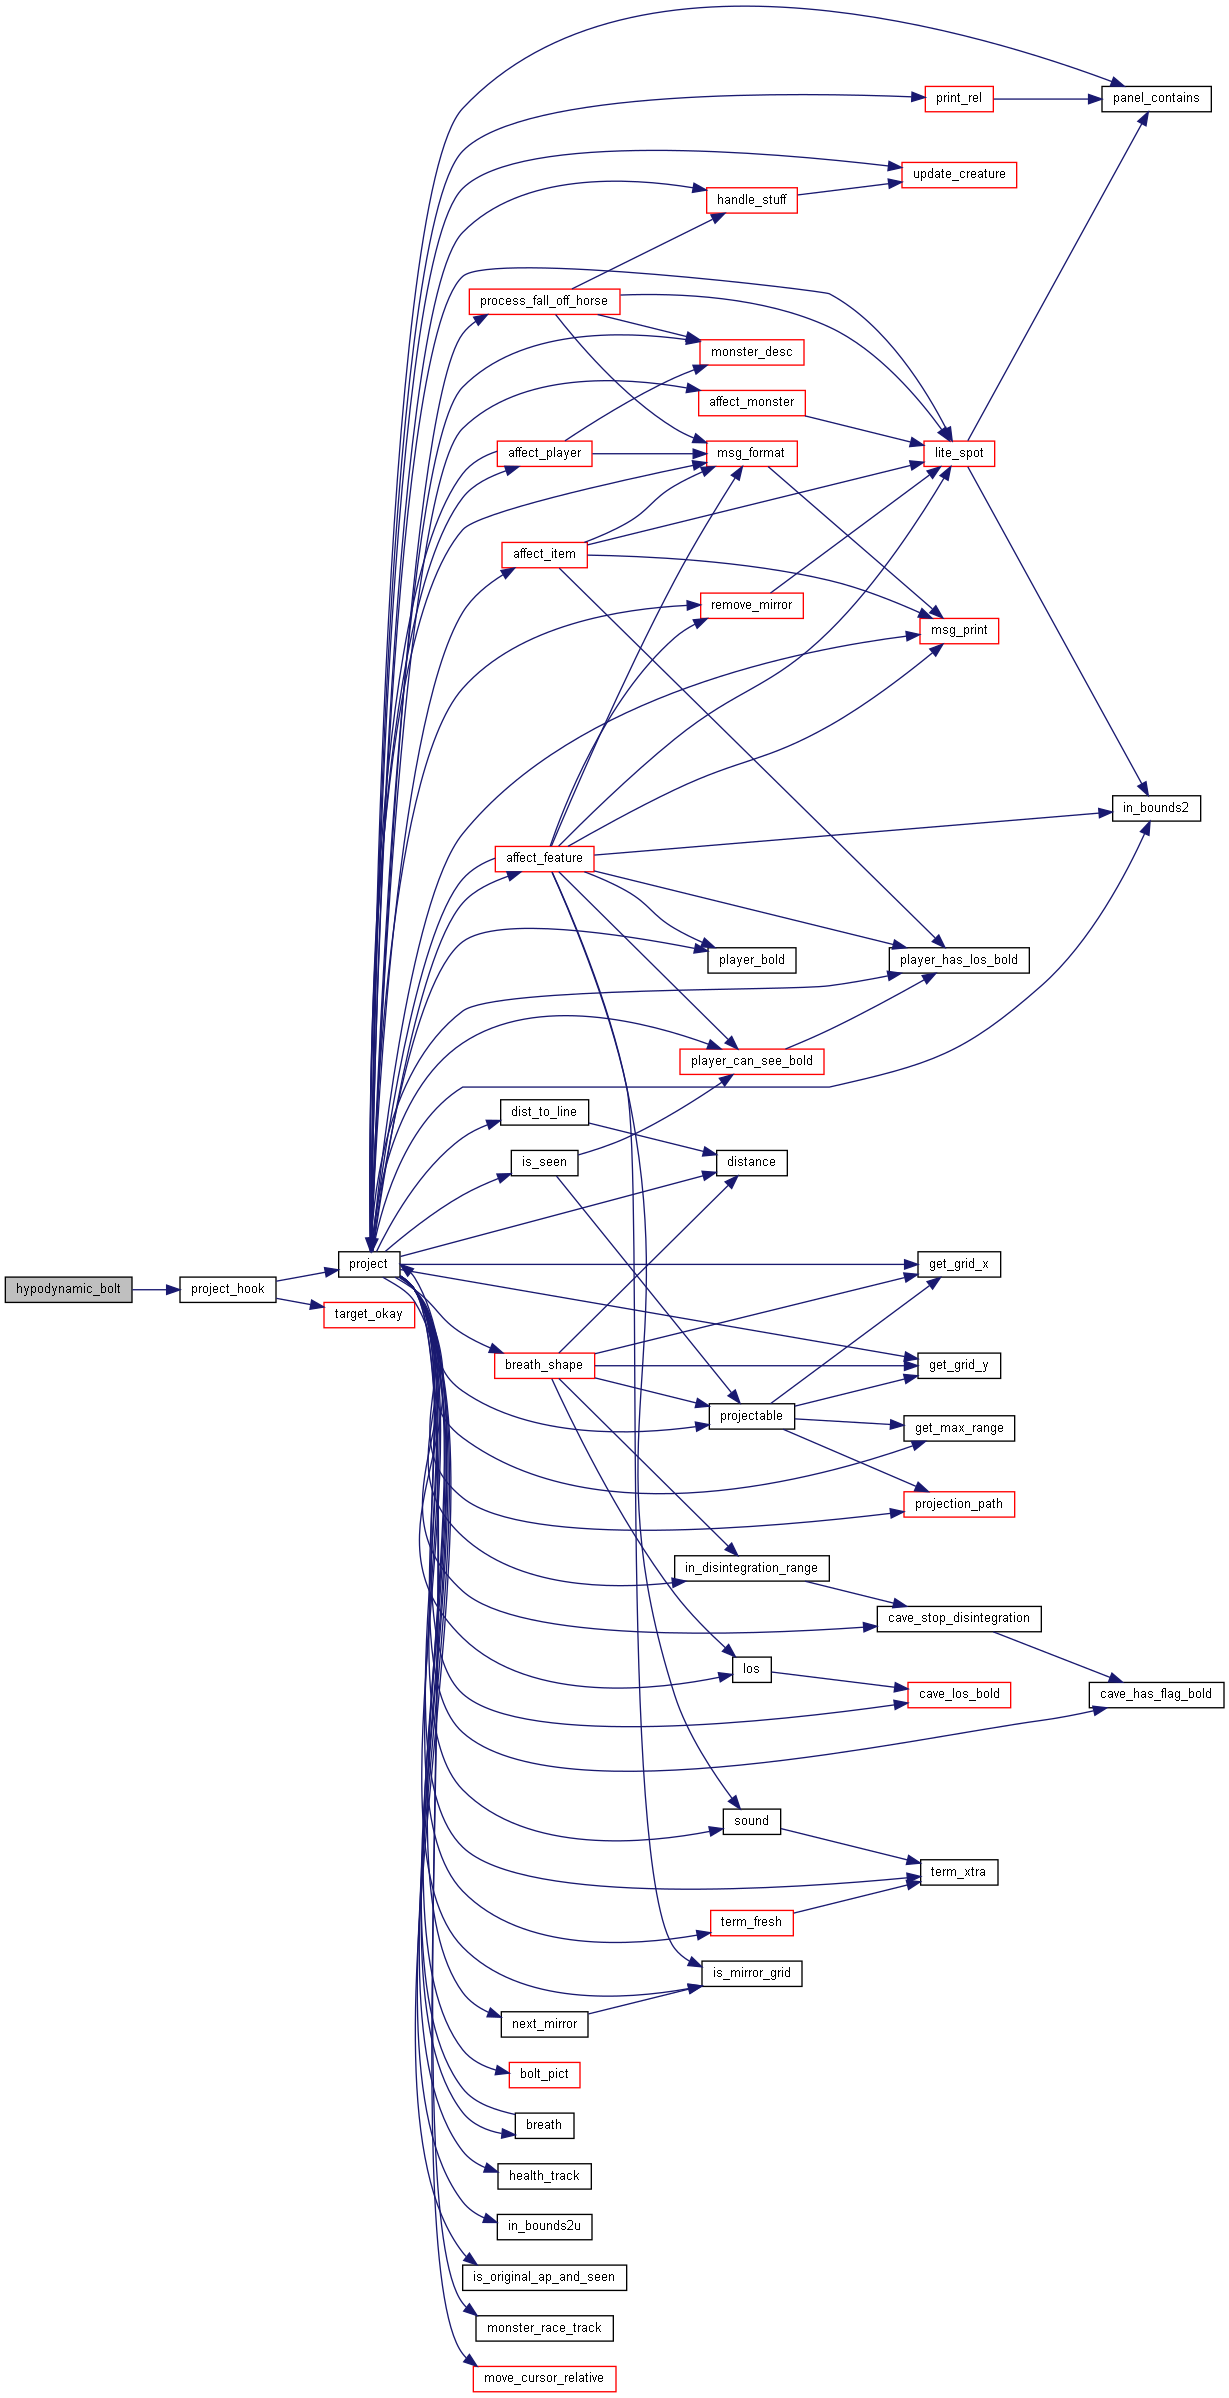 panel_contains
print_rel
update_creature
handle_stuff
process_fall_off_horse
monster_desc
affect_monster
affect_player
msg_format
lite_spot
affect_item
remove_mirror
msg_print
in_bounds2
affect_feature
player_bold
player_has_los_bold
player_can_see_bold
dist_to_line
is_seen
distance
project
get_grid_x
hypodynamic_bolt
project_hook
target_okay
breath_shape
get_grid_y
projectable
get_max_range
projection_path
in_disintegration_range
cave_stop_disintegration
los
cave_los_bold
cave_has_flag_bold
sound
term_xtra
term_fresh
is_mirror_grid
next_mirror
bolt_pict
breath
health_track
in_bounds2u
is_original_ap_and_seen
monster_race_track
move_cursor_relative